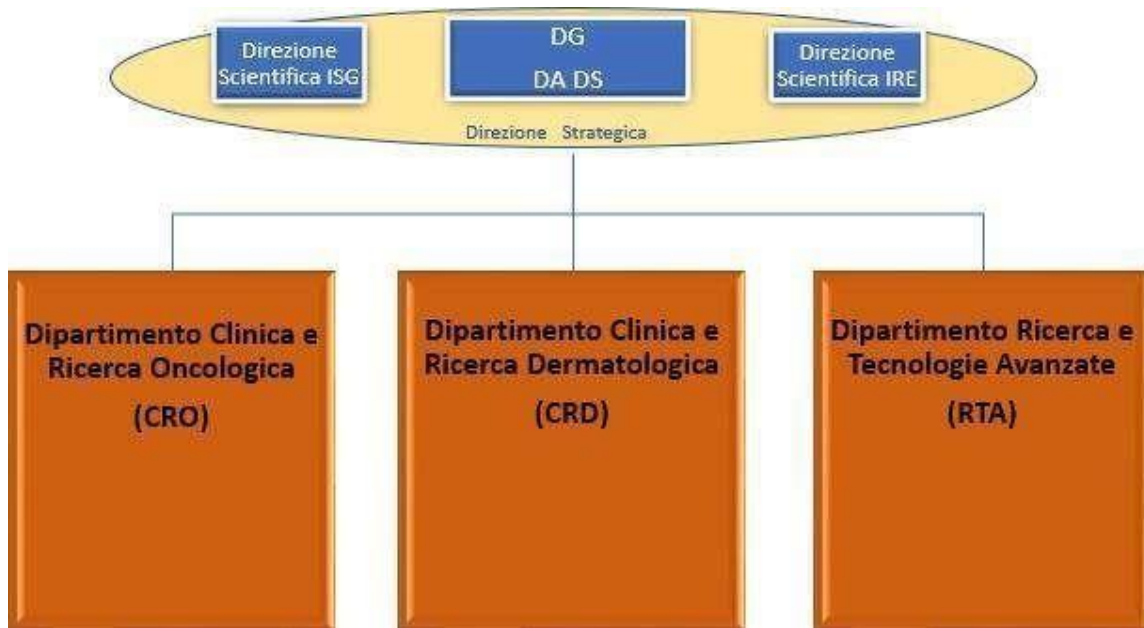 Direzione
Scientifica ISG
DG
DA DS
Direzione
Scientifica IRE
Direzione Strategica
Dipartimento Clinica e
Ricerca Oncologica
(CRO)
Dipartimento Clinica e
Ricerca Dermatologica
(CRD)
Dipartimento Ricerca e
Tecnologie Avanzate
(RTA)